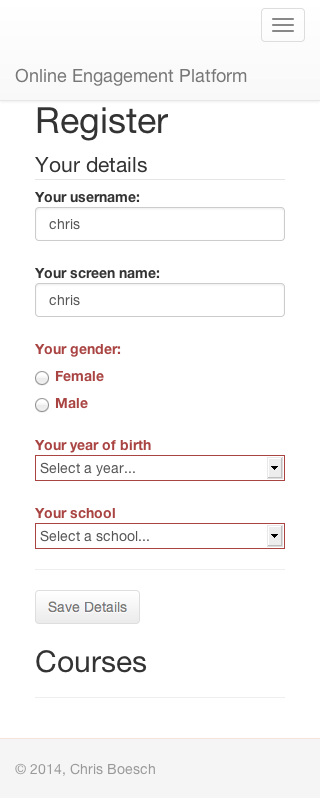 Online Engagement Platform
Register
Your details
Your username:
chris
Your screen name:
chris
Your gender:
Female
Male
Your year of birth
Select a year...
Your school
Select a school...
Save Details
Courses
© 2014, Chris Boesch